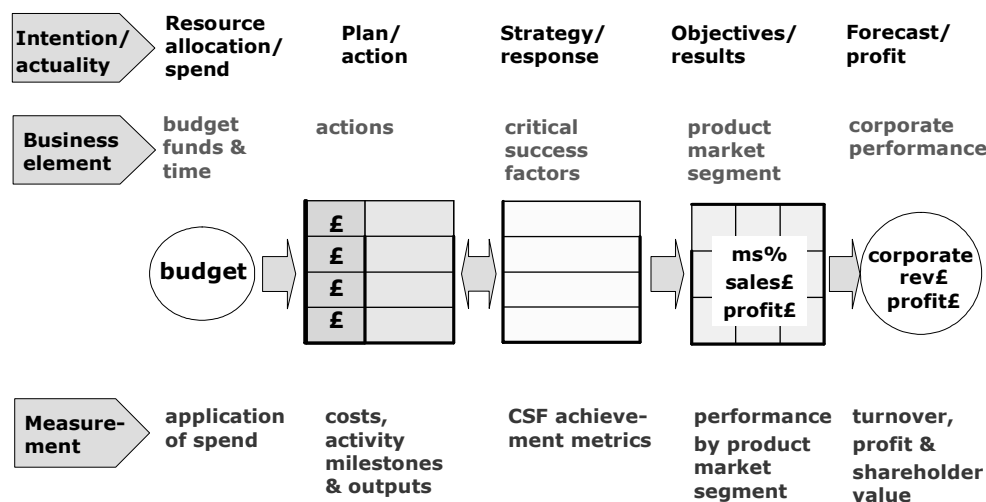 Intention/
actuality
Resource
allocation/
spend
Plan/
action
Strategy/
response
Objectives/
results
Forecast/
profit
Business
element
budget
funds &
time
actions
critical
success
factors
product
market
segment
corporate
performance
budget
£
£
£
£
ms%
sales£
profit£
corporate
rev£
profit£
Measure-
ment
application
of spend
costs,
activity
milestones
& outputs
CSF achieve-
ment metrics
performance
by product
market
segment
turnover,
profit &
shareholder
value